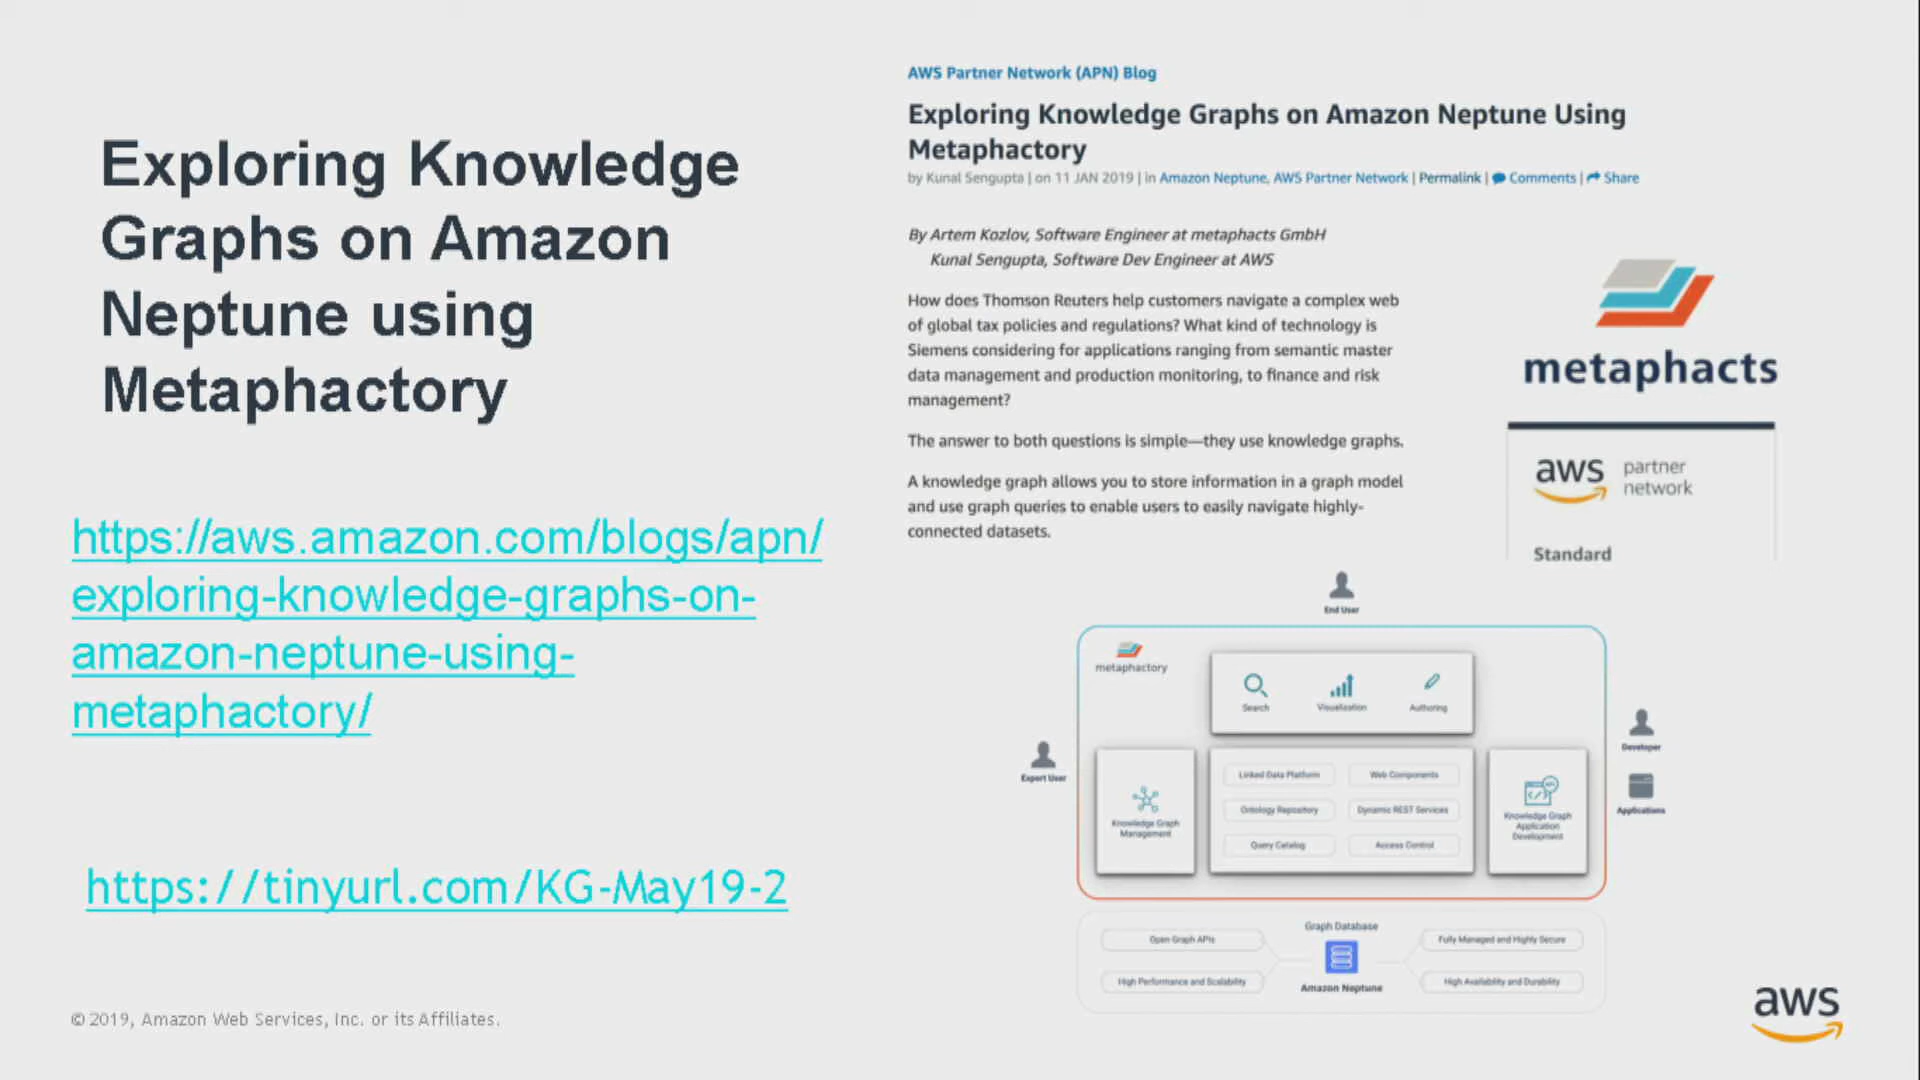 Exploring Knowledge
Graphs on Amazon
Neptune using
Metaphactory
https://aws.amazon.com/blogs/apn/
exploring-knowledge-graphs-on-
amazon-neptune-using-
metaphactory/
https://tinyurl.com/KG-May19-2
AWS Partner Network (APN) Blog
Exploring Knowledge Graphs on Amazon Neptune Using
Metaphactory
by Kunal Sengupta | on 11 JAN 2019 | in Amazon Neptune, AWS Partner Network | Permalink | Comments | Share
By Artem Kozlov, Software Engineer at metaphacts GmbH
Kunal Sengupta, Software Dev Engineer at AWS
How does Thomson Reuters help customers navigate a complex web
of global tax policies and regulations? What kind of technology is
Siemens considering for applications ranging from semantic master
data management and production monitoring, to finance and risk
management?
The answer to both questions is simple—they use knowledge graphs.
A knowledge graph allows you to store information in a graph model
and use graph queries to enable users to easily navigate highly-
connected datasets.
metaphacts
aws partner
network
Standard
End User
metaphactory
Search
Visualization
Authoring
Expert User
Developer
Applications
Knowledge Graph
Management
Linked Data Platform
Web Components
Ontology Repository
Dynamic REST Services
Query Catalog
Access Control
Knowledge Graph
Application
Development
Graph Database
Open Graph APIs
Fully Managed and Highly Secure
High Performance and Scalability
Amazon Neptune
High Availability and Durability
© 2019, Amazon Web Services, Inc. or its Affiliates.
aws